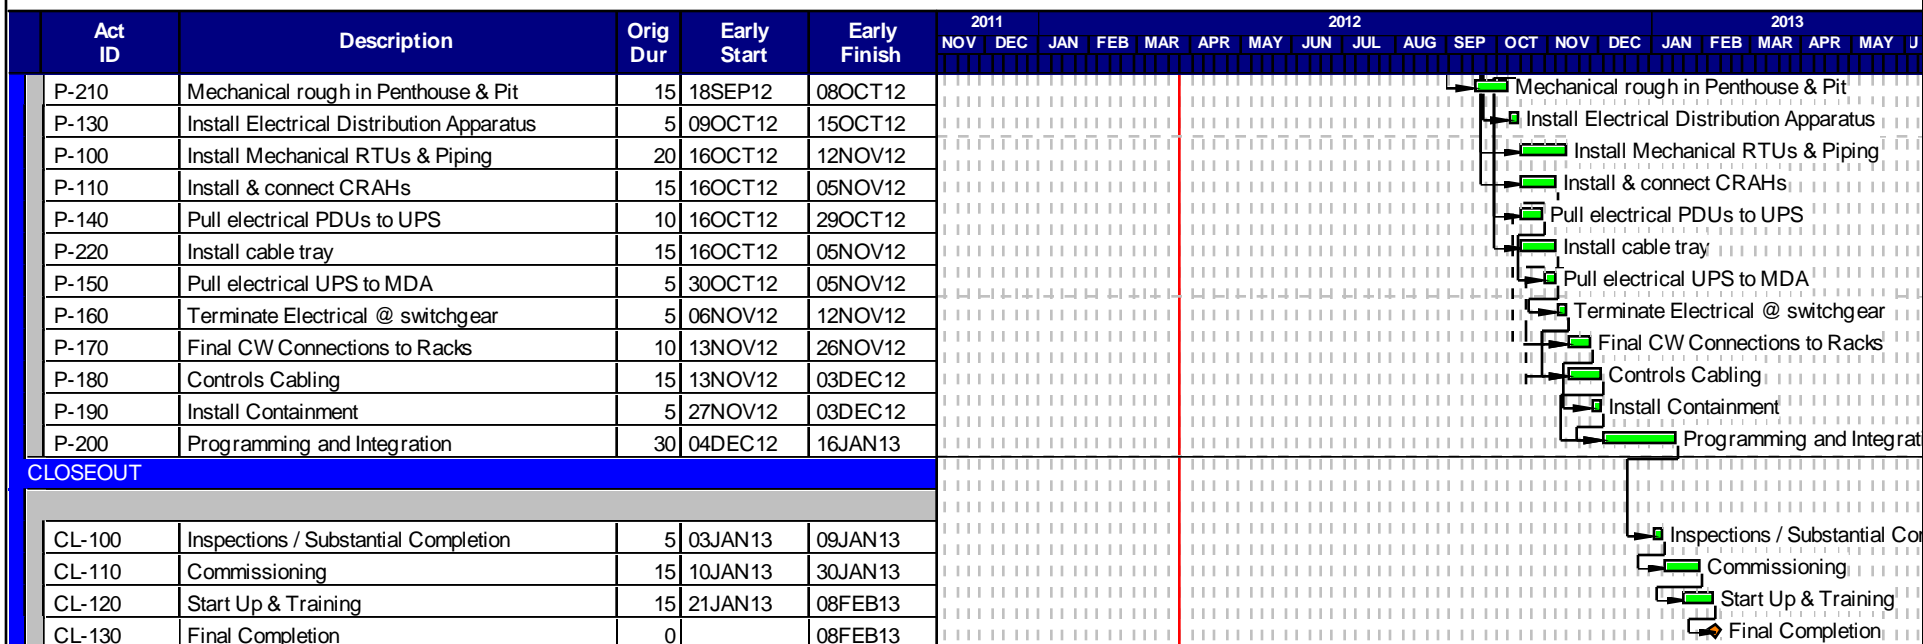 Act ID Description Orig Dur Early Start Early Finish
2011 2012 2013
NOV DEC JAN FEB MAR APR MAY JUN JUL AUG SEP OCT NOV DEC JAN FEB MAR APR MAY U
P-210 Mechanical rough in Penthouse & Pit 15 18SEP12 08OCT12 Mechanical rough in Penthouse & Pit
P-130 Install Electrical Distribution Apparatus 5 09OCT12 15OCT12 Install Electrical Distribution Apparatus
P-100 Install Mechanical RTUs & Piping 20 16OCT12 12NOV12 Install Mechanical RTUs & Piping
P-110 Install & connect CRAHs 15 16OCT12 05NOV12 Install & connect CRAHs
P-140 Pull electrical PDUs to UPS 10 16OCT12 29OCT12 Pull electrical PDUs to UPS
P-220 Install cable tray 15 16OCT12 05NOV12 Install cable tray
P-150 Pull electrical UPS to MDA 5 30OCT12 05NOV12 Pull electrical UPS to MDA
P-160 Terminate Electrical @ switchgear 5 06NOV12 12NOV12 Terminate Electrical @ switchgear
P-170 Final CW Connections to Racks 10 13NOV12 26NOV12 Final CW Connections to Racks
P-180 Controls Cabling 15 13NOV12 03DEC12 Controls Cabling
P-190 Install Containment 5 27NOV12 03DEC12 Install Containment
P-200 Programming and Integration 30 04DEC12 16JAN13 Programming and Integrat
CLOSEOUT
CL-100 Inspections / Substantial Completion 5 03JAN13 09JAN13 Inspections / Substantial Cor
CL-110 Commissioning 15 10JAN13 30JAN13 Commissioning
CL-120 Start Up & Training 15 21JAN13 08FEB13 Start Up & Training
CL-130 Final Completion 0 08FEB13 Final Completion